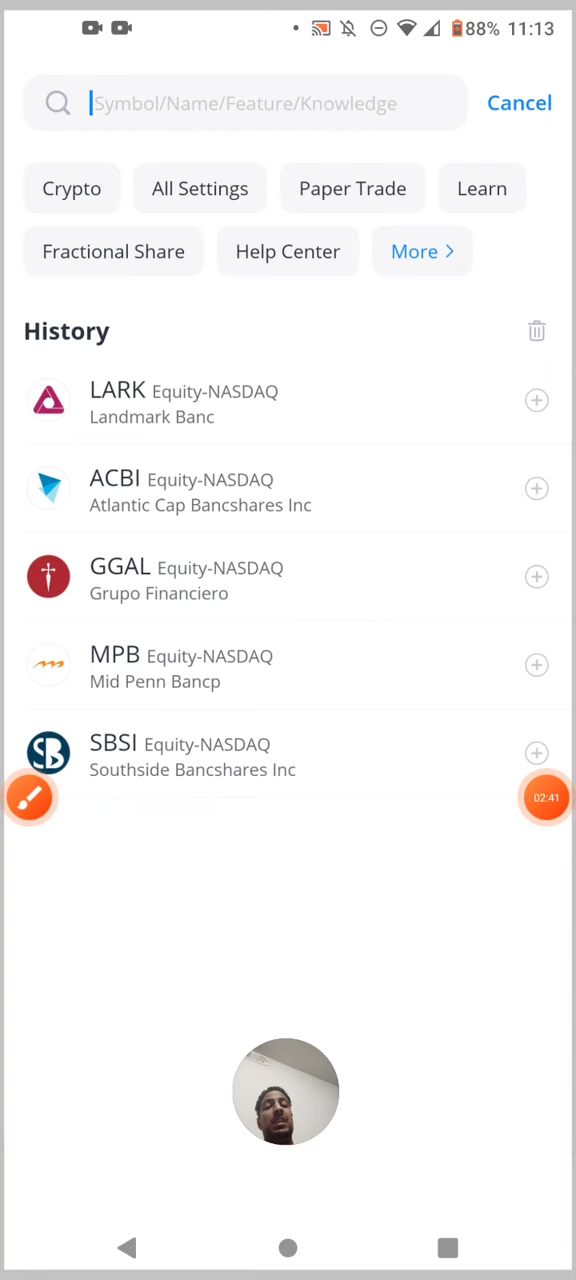 88% 11:13
Symbol/Name/Feature/Knowledge Cancel
Crypto All Settings Paper Trade Learn
Fractional Share Help Center More >
History
LARK Equity-NASDAQ
Landmark Banc
ACBI Equity-NASDAQ
Atlantic Cap Bancshares Inc
GGAL Equity-NASDAQ
Grupo Financiero
MPB Equity-NASDAQ
Mid Penn Bancp
SBSI Equity-NASDAQ
SB
Southside Bancshares Inc
02:41